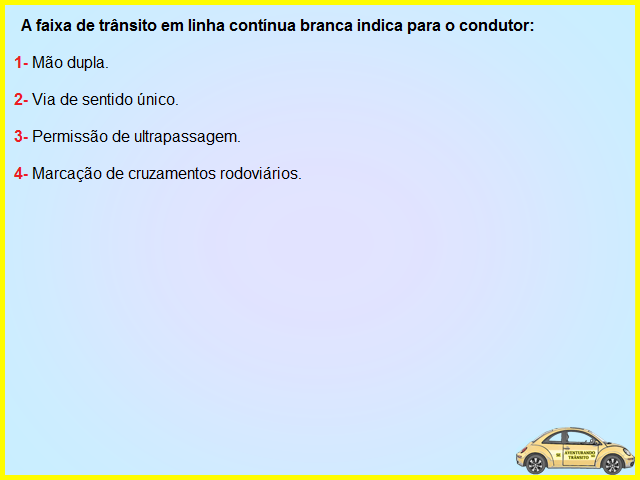 A faixa de trânsito em linha contínua branca indica para o condutor:
1- Mão dupla.
2- Via de sentido único.
3- Permissão de ultrapassagem.
4- Marcação de cruzamentos rodoviários.
AVENTURANDO
TRÂNSITO